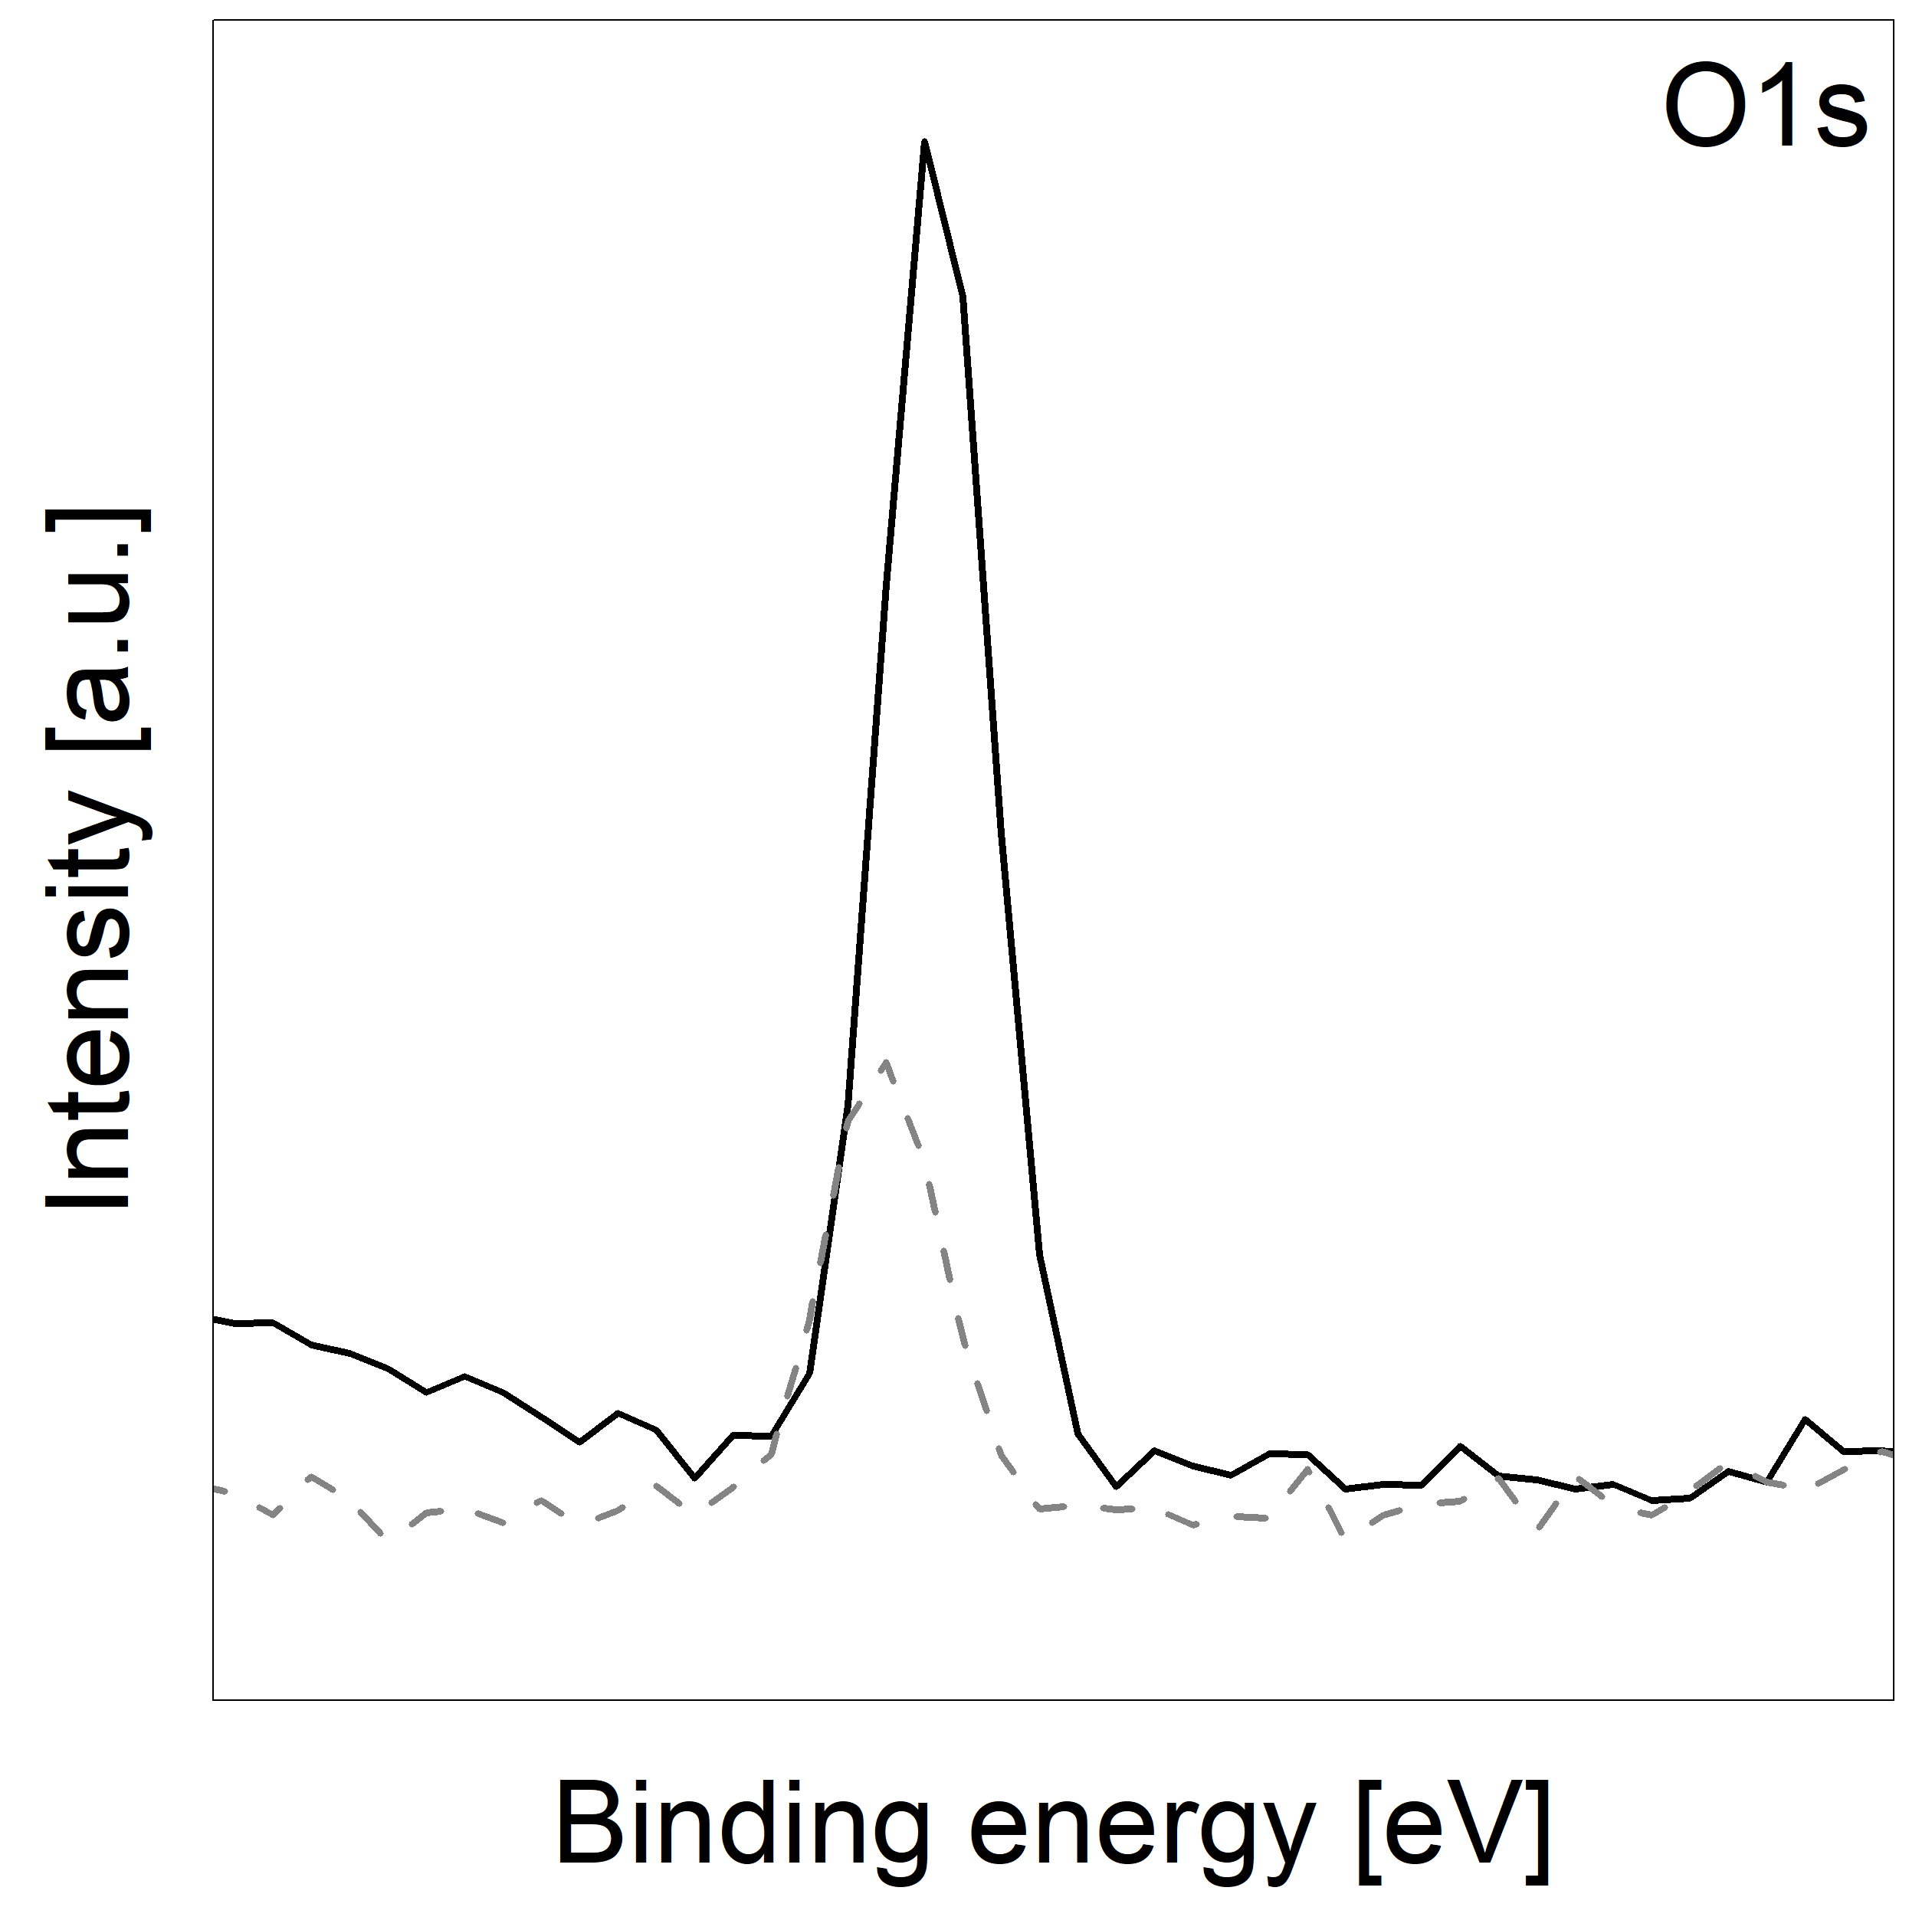 O1s
Intensity [a.u.]
Binding energy [eV]